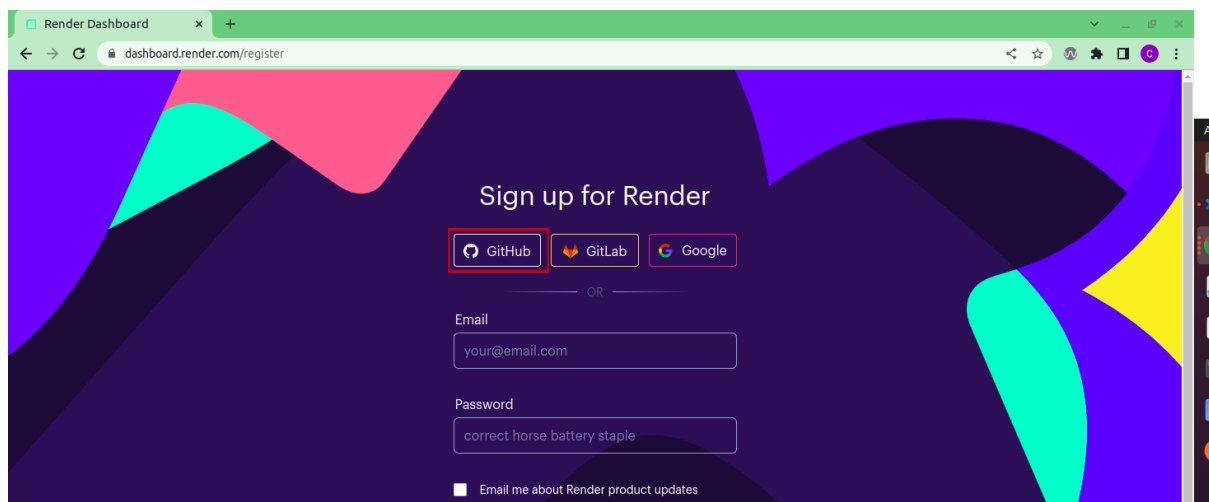 Render Dashboard
dashboard.render.com/register
C
Sign up for Render
GitHub GitLab Google
OR
Email
your@email.com
Password
correct horse battery staple
Email me about Render product updates